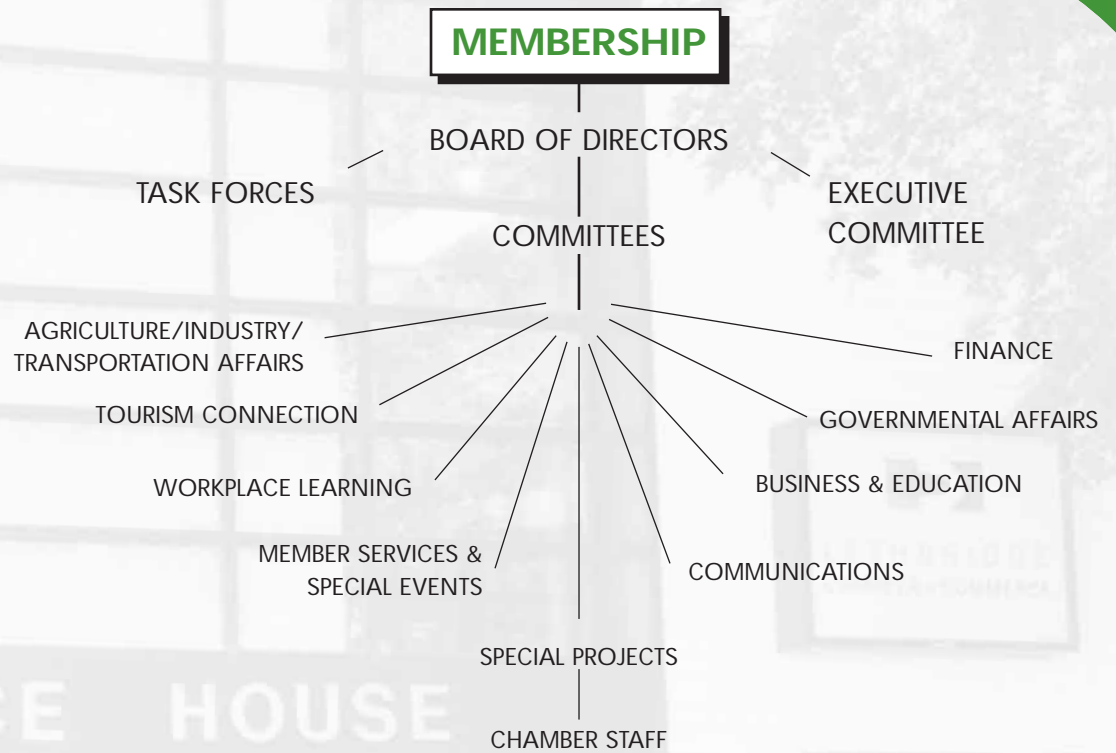 MEMBERSHIP
BOARD OF DIRECTORS
TASK FORCES
EXECUTIVE
COMMITTEE
COMMITTEES
AGRICULTURE/INDUSTRY/
TRANSPORTATION AFFAIRS
FINANCE
TOURISM CONNECTION
GOVERNMENTAL AFFAIRS
WORKPLACE LEARNING
BUSINESS & EDUCATION
MEMBER SERVICES &
SPECIAL EVENTS
COMMUNICATIONS
LETHBRIDGE
SPECIAL PROJECTS
HOUSE
CHAMBER STAFF